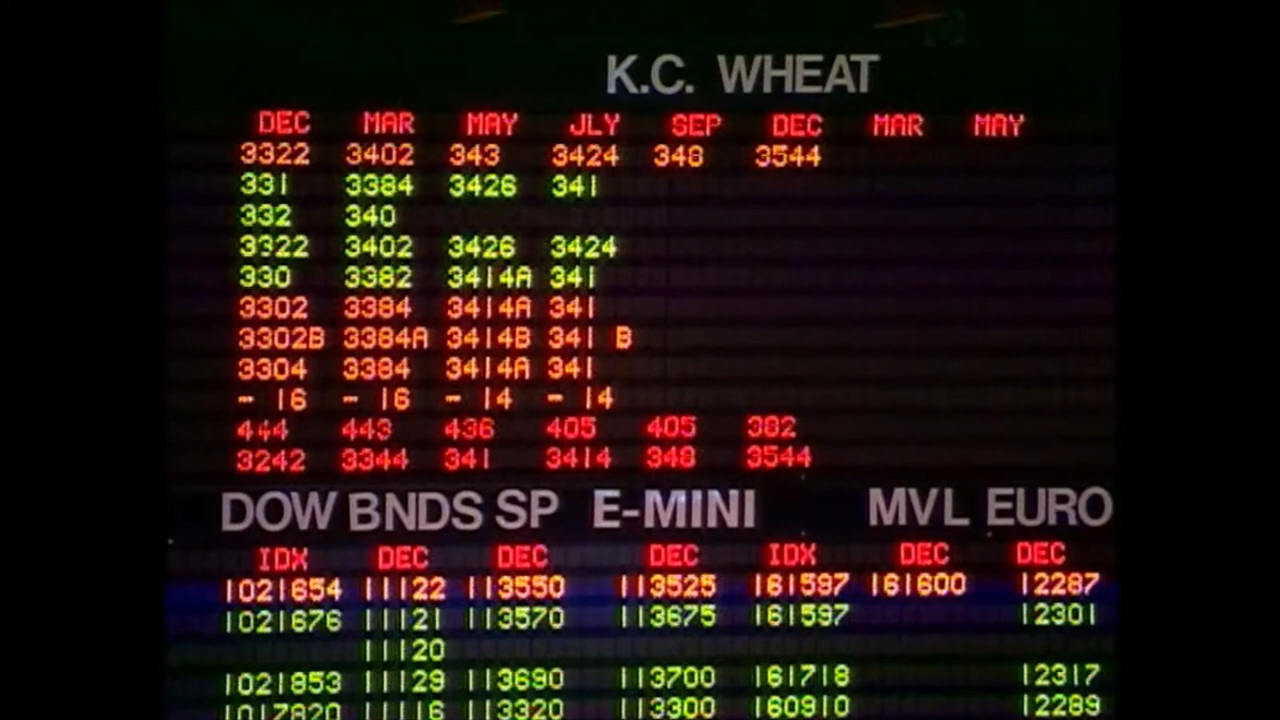 K.C. WHEAT
DEC MAR MAY JLY SEP DEC MAR MAY
3322 3402 343 3424 348 3544
331 3384 3426 341
332 340
3322 3402 3426 3424
330 3382 3414A 341
3302 3384 3414A 341
3302B 3384A 3414B 341 B
3304 3384 3414A 341
- 16 - 16 - 14 - 14
444 443 436 405 405 382
3242 3344 341 3414 348 3544
DOW BNDS SP E-MINI MVL EURO
IDX DEC DEC DEC IDX DEC DEC
1021654 11122 113550 113525 161597 161600 12287
1021676 11121 113570 113675 161597 12301
11120
1021853 11129 113690 113700 161718 12317
1017820 11116 113320 113300 160910 12289